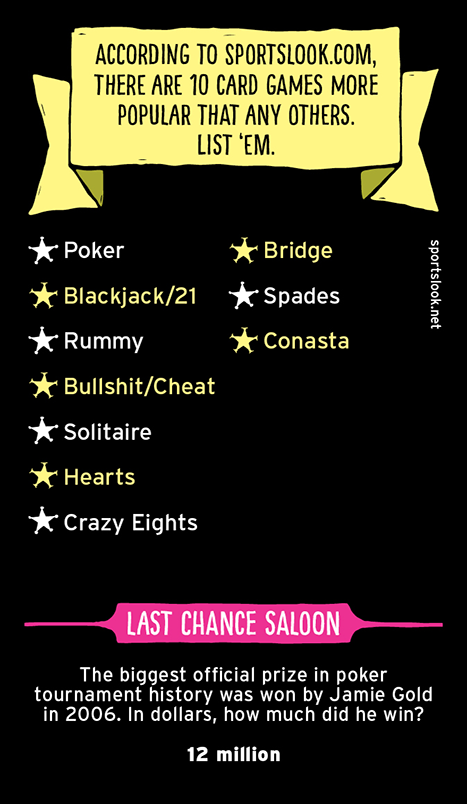 ACCORDING TO SPORTSLOOK.COM,
THERE ARE 10 CARD GAMES MORE
POPULAR THAT ANY OTHERS.
LIST ‘EM.
Poker
Blackjack/21
Rummy
Bullshit/Cheat
Solitaire
Hearts
Crazy Eights
Bridge
Spades
Conasta
sportslook.net
LAST CHANCE SALOON
The biggest official prize in poker
tournament history was won by Jamie Gold
in 2006. In dollars, how much did he win?
12 million